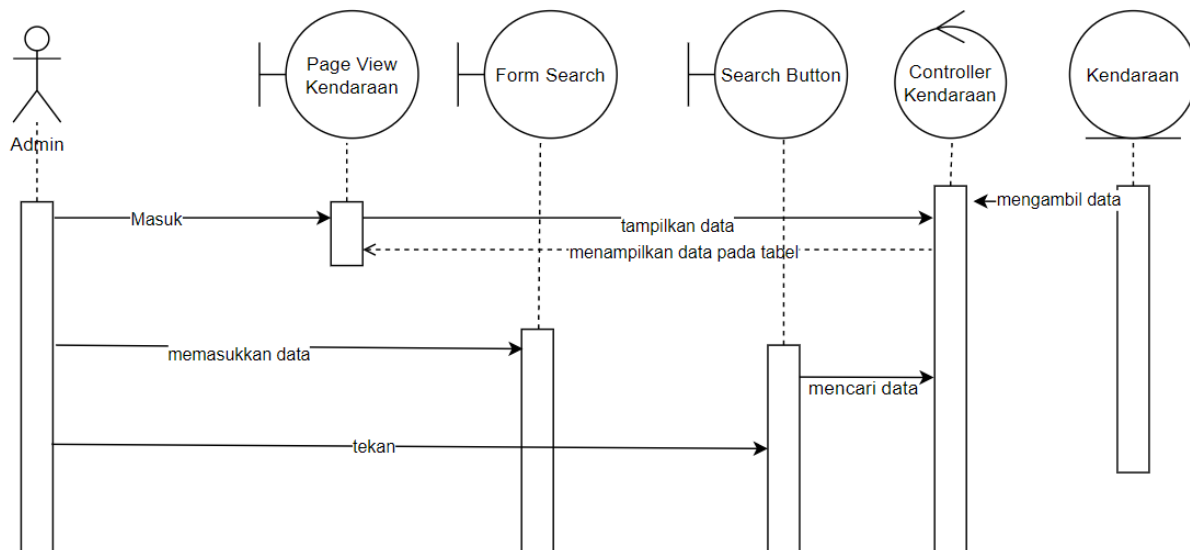 Admin
Page View
Kendaraan
Form Search
Search Button
Controller
Kendaraan
Kendaraan
mengambil data
Masuk
tampilkan data
menampilkan data pada tabel
memasukkan data
mencari data
tekan